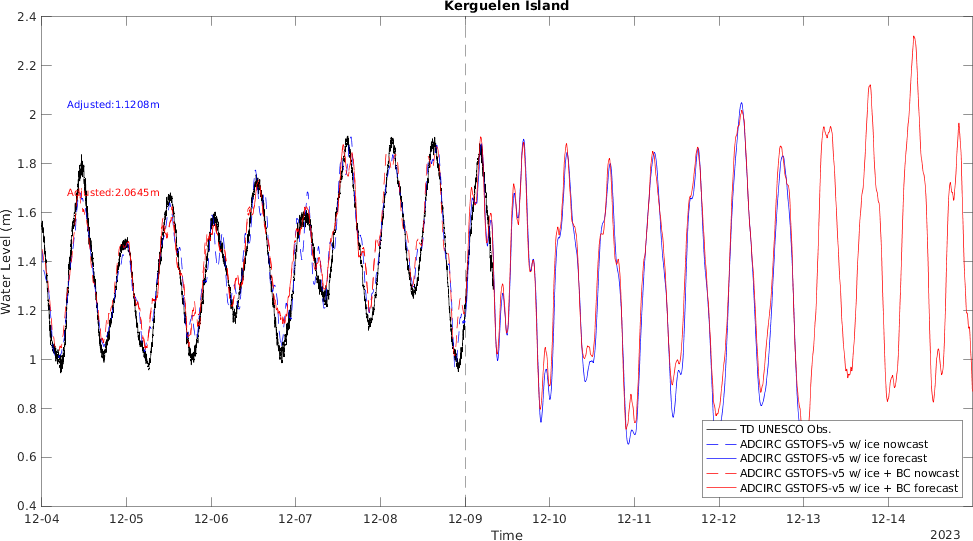 Kerguelen Island
2.4
2.2
2
1.8
1.6
1.4
1.2
1
0.8
0.6
0.4
Water Level (m)
Adjusted:1.1208m
Adjusted:2.0645m
TD UNESCO Obs.
ADCIRC GSTOFS-v5 w/ ice nowcast
ADCIRC GSTOFS-v5 w/ ice forecast
ADCIRC GSTOFS-v5 w/ ice + BC nowcast
ADCIRC GSTOFS-v5 w/ ice + BC forecast
12-04 12-05 12-06 12-07 12-08 12-09 12-10 12-11 12-12 12-13 12-14
Time
2023